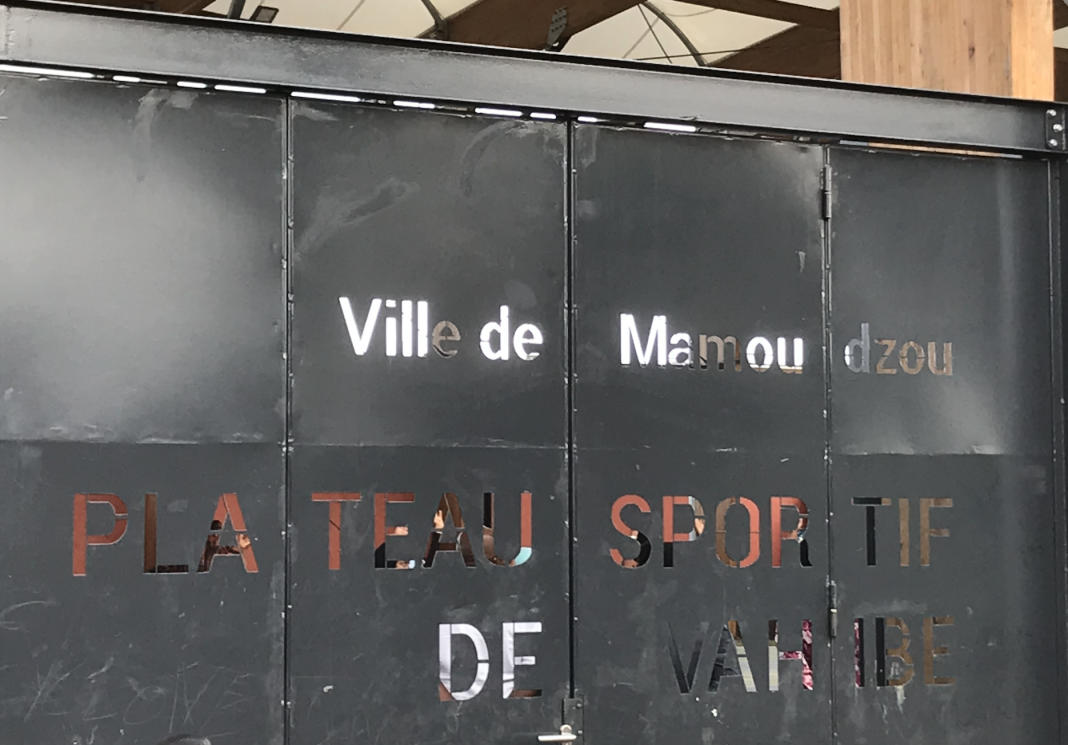 Ville de Mamoudzou
PLATEAU SPORTIF
DE VAHIBE